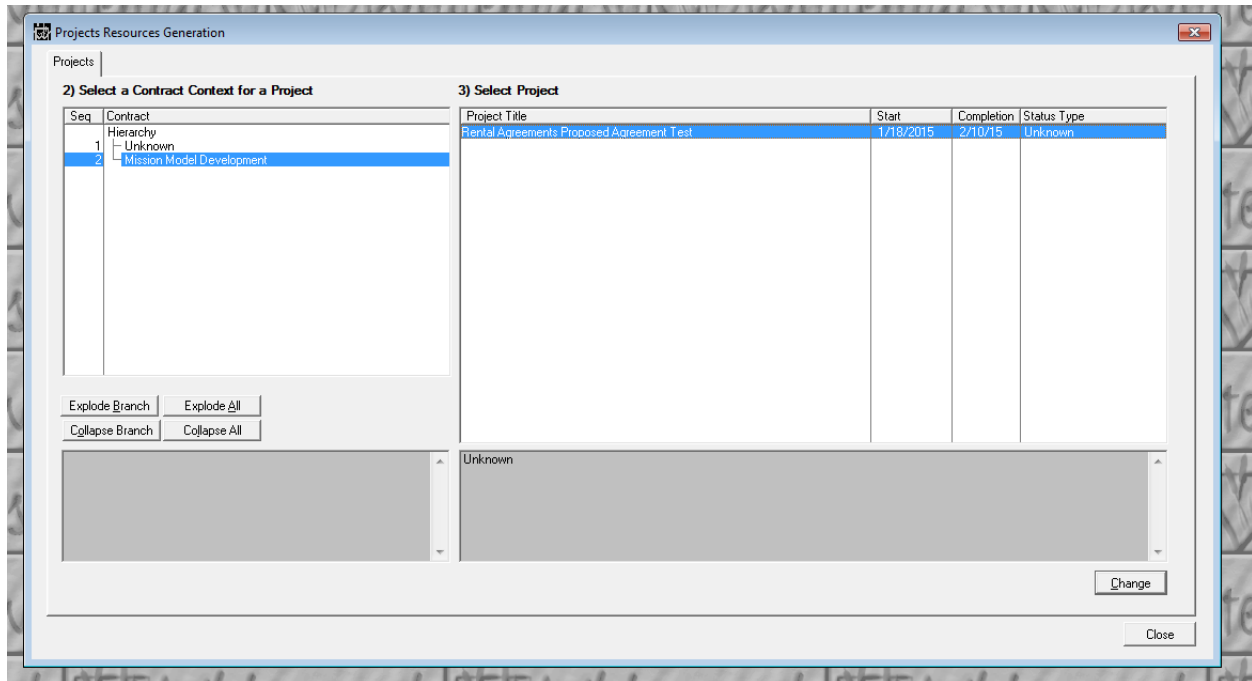 Projects Resources Generation
Projects
2) Select a Contract Context for a Project
Seq Contract
Hierarchy
1 Unknown
2 Mission Model Development
Explode Branch Explode All
Collapse Branch Collapse All
3) Select Project
Project Title Start Completion Status Type
Rental Agreements Proposed Agreement Test 1/18/2015 2/10/15 Unknown
Unknown
Change
Close